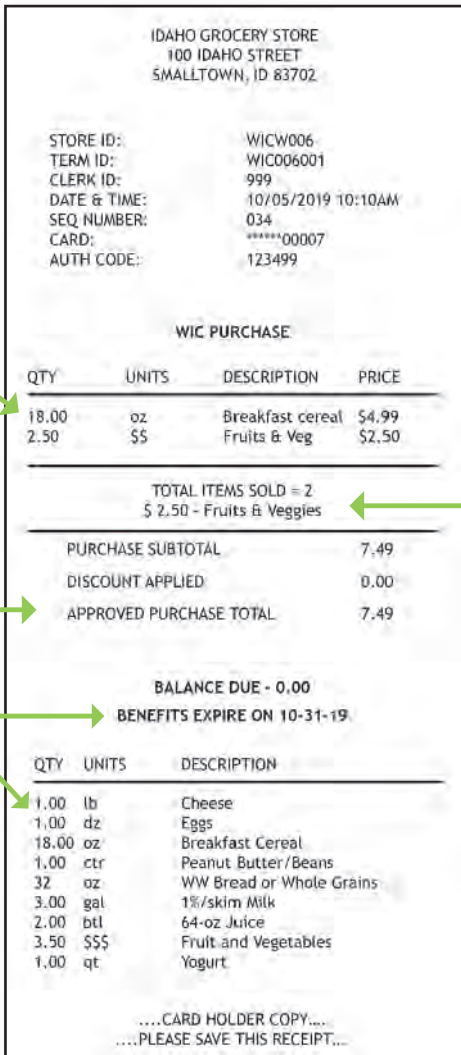 IDAHO GROCERY STORE
100 IDAHO STREET
SMALLTOWN, ID 83702
STORE ID: WICW006
TERM ID: WIC006001
CLERK ID: 999
DATE & TIME: 10/05/2019 10:10AM
SEQ NUMBER: 034
CARD: ******00007
AUTH CODE: 123499
WIC PURCHASE
QTY UNITS DESCRIPTION PRICE
18.00 oz Breakfast cereal $4.99
2.50 $$ Fruits & Veg $2.50
TOTAL ITEMS SOLD = 2
$ 2.50 - Fruits & Veggies
PURCHASE SUBTOTAL 7.49
DISCOUNT APPLIED 0.00
APPROVED PURCHASE TOTAL 7.49
BALANCE DUE - 0.00
BENEFITS EXPIRE ON 10-31-19
QTY UNITS DESCRIPTION
1.00 lb Cheese
1.00 dz Eggs
18.00 oz Breakfast Cereal
1.00 ctr Peanut Butter/Beans
32 oz WW Bread or Whole Grains
3.00 gal 1%/skim Milk
2.00 btl 64-oz Juice
3.50 $$$ Fruit and Vegetables
1.00 qt Yogurt
....CARD HOLDER COPY....
....PLEASE SAVE THIS RECEIPT....